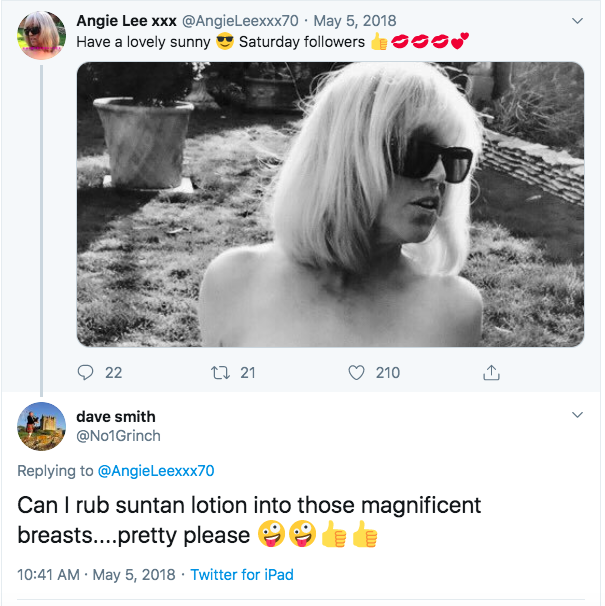 Angie Lee xxx @AngieLeexxx70 · May 5, 2018
Have a lovely sunny 😎 Saturday followers 👍💋💋💋💕
22 21 210
dave smith
@No1Grinch
Replying to @AngieLeexxx70
Can I rub suntan lotion into those magnificent
breasts....pretty please 🤪🤪👍👍
10:41 AM · May 5, 2018 · Twitter for iPad